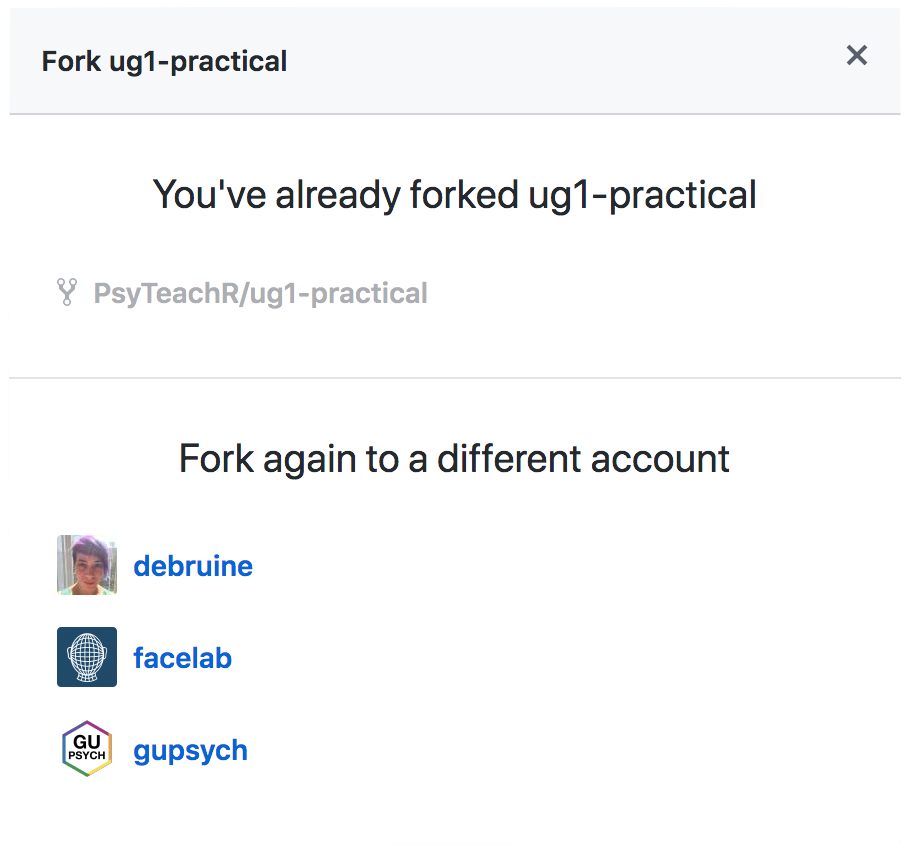 Fork ug1-practical
You've already forked ug1-practical
PsyTeachR/ug1-practical
Fork again to a different account
debruine
facelab
GU
PSYCH
gupsych